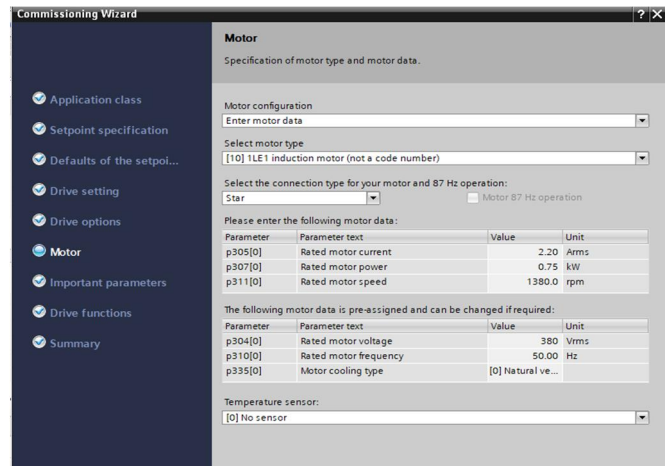 Commissioning Wizard
? X
Motor
Specification of motor type and motor data.
Application class
Setpoint specification
Defaults of the setpoi...
Drive setting
Drive options
Motor
Important parameters
Drive functions
Summary
Motor configuration
Enter motor data
Select motor type
[10] 1LE1 induction motor (not a code number)
Select the connection type for your motor and 87 Hz operation:
Star Motor 87 Hz operation
Please enter the following motor data:
Parameter Parameter text Value Unit
p305[0] Rated motor current 2.20 Arms
p307[0] Rated motor power 0.75 kW
p311[0] Rated motor speed 1380.0 rpm
The following motor data is pre-assigned and can be changed if required:
Parameter Parameter text Value Unit
p304[0] Rated motor voltage 380 Vrms
p310[0] Rated motor frequency 50.00 Hz
p335[0] Motor cooling type [0] Natural ve...
Temperature sensor:
[0] No sensor